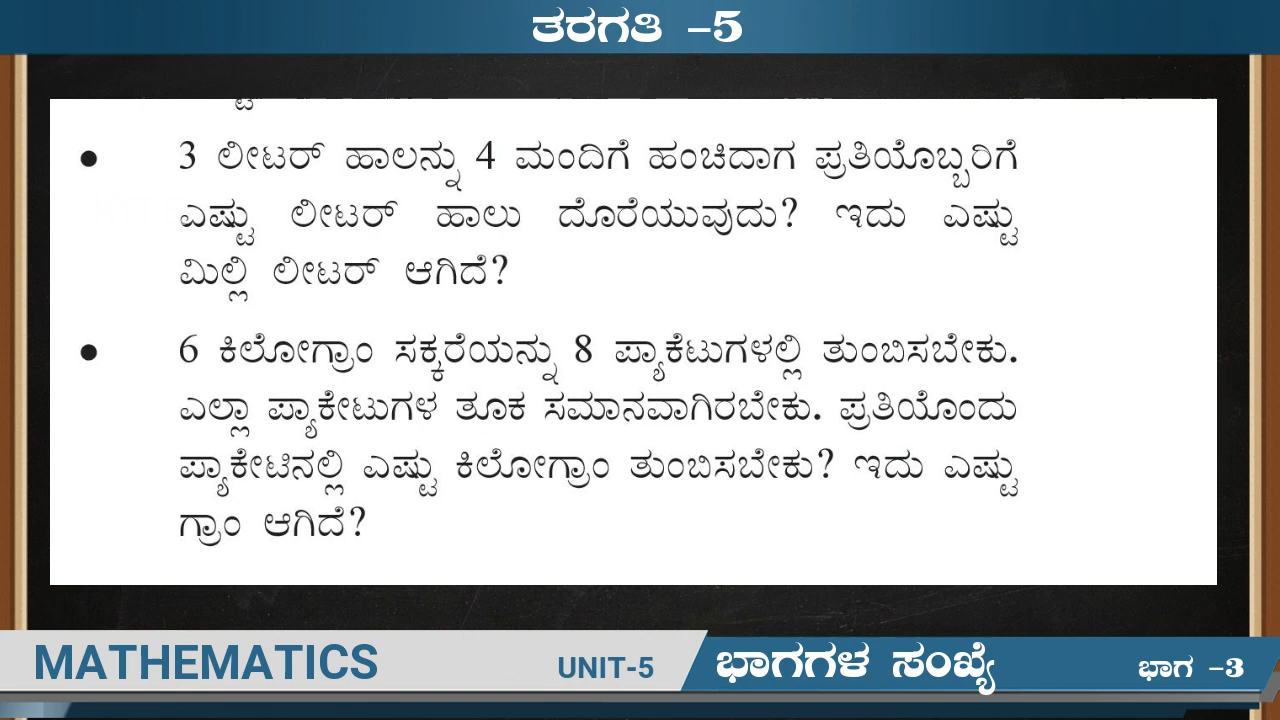 ತರಗತಿ -5
• 3 ಲೀಟರ್ ಹಾಲನ್ನು 4 ಮಂದಿಗೆ ಹಂಚಿದಾಗ ಪ್ರತಿಯೊಬ್ಬರಿಗೆ
ಎಷ್ಟು ಲೀಟರ್ ಹಾಲು ದೊರೆಯುವುದು? ಇದು ಎಷ್ಟು
ಮಿಲ್ಲಿ ಲೀಟರ್ ಆಗಿದೆ?
• 6 ಕಿಲೋಗ್ರಾಂ ಸಕ್ಕರೆಯನ್ನು 8 ಪ್ಯಾಕೆಟುಗಳಲ್ಲಿ ತುಂಬಿಸಬೇಕು.
ಎಲ್ಲಾ ಪ್ಯಾಕೇಟುಗಳ ತೂಕ ಸಮಾನವಾಗಿರಬೇಕು. ಪ್ರತಿಯೊಂದು
ಪ್ಯಾಕೇಟಿನಲ್ಲಿ ಎಷ್ಟು ಕಿಲೋಗ್ರಾಂ ತುಂಬಿಸಬೇಕು? ಇದು ಎಷ್ಟು
ಗ್ರಾಂ ಆಗಿದೆ?
MATHEMATICS UNIT-5 ಭಾಗಗಳ ಸಂಖ್ಯೆ ಭಾಗ -3